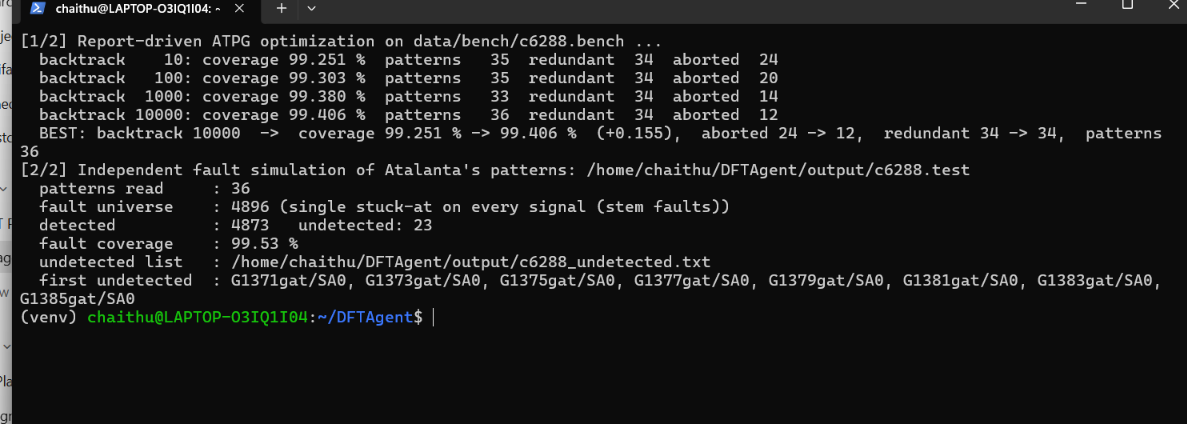 chaithu@LAPTOP-O3IQ1I04: ~
[1/2] Report-driven ATPG optimization on data/bench/c6288.bench ...
  backtrack    10: coverage 99.251 %  patterns   35  redundant  34  aborted  24
  backtrack   100: coverage 99.303 %  patterns   35  redundant  34  aborted  20
  backtrack  1000: coverage 99.380 %  patterns   33  redundant  34  aborted  14
  backtrack 10000: coverage 99.406 %  patterns   36  redundant  34  aborted  12
  BEST: backtrack 10000  ->  coverage 99.251 % -> 99.406 %  (+0.155),  aborted 24 -> 12,  redundant 34 -> 34,  patterns
36
[2/2] Independent fault simulation of Atalanta's patterns: /home/chaithu/DFTAgent/output/c6288.test
  patterns read     : 36
  fault universe    : 4896 (single stuck-at on every signal (stem faults))
  detected          : 4873   undetected: 23
  fault coverage    : 99.53 %
  undetected list   : /home/chaithu/DFTAgent/output/c6288_undetected.txt
  first undetected  : G1371gat/SA0, G1373gat/SA0, G1375gat/SA0, G1377gat/SA0, G1379gat/SA0, G1381gat/SA0, G1383gat/SA0,
G1385gat/SA0
(venv) chaithu@LAPTOP-O3IQ1I04:~/DFTAgent$